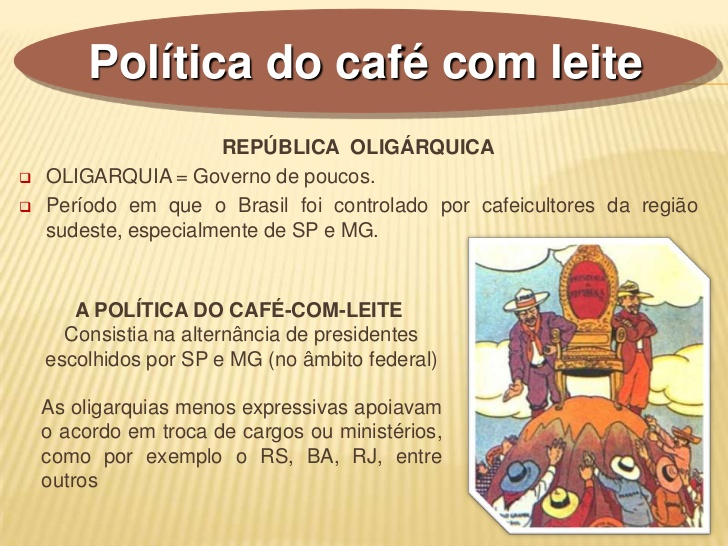 Política do café com leite
REPÚBLICA OLIGÁRQUICA
OLIGARQUIA = Governo de poucos.
Período em que o Brasil foi controlado por cafeicultores da região
sudeste, especialmente de SP e MG.
A POLÍTICA DO CAFÉ-COM-LEITE
Consistia na alternância de presidentes
escolhidos por SP e MG (no âmbito federal)
As oligarquias menos expressivas apoiavam
o acordo em troca de cargos ou ministérios,
como por exemplo o RS, BA, RJ, entre
outros